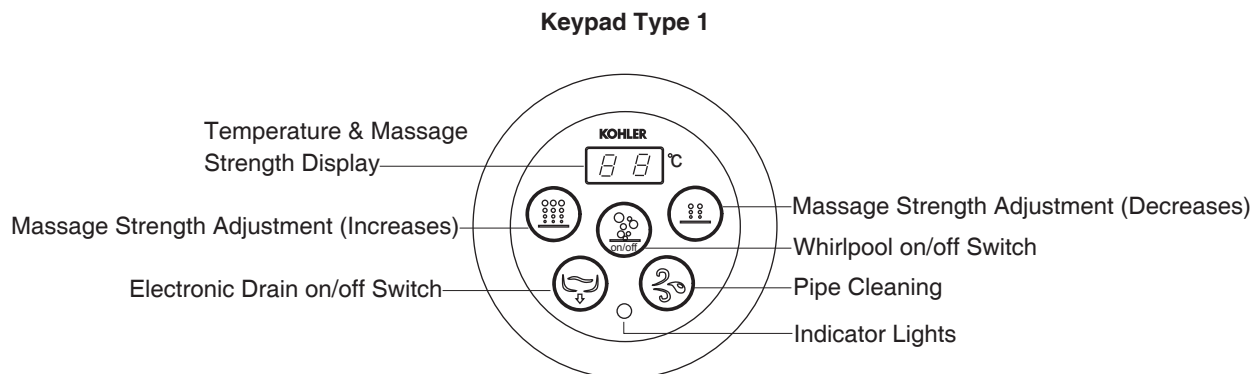 Keypad Type 1
Temperature & Massage
Strength Display
KOHLER
88 °C
Massage Strength Adjustment (Increases)
Massage Strength Adjustment (Decreases)
on/off
Whirlpool on/off Switch
Electronic Drain on/off Switch
Pipe Cleaning
Indicator Lights